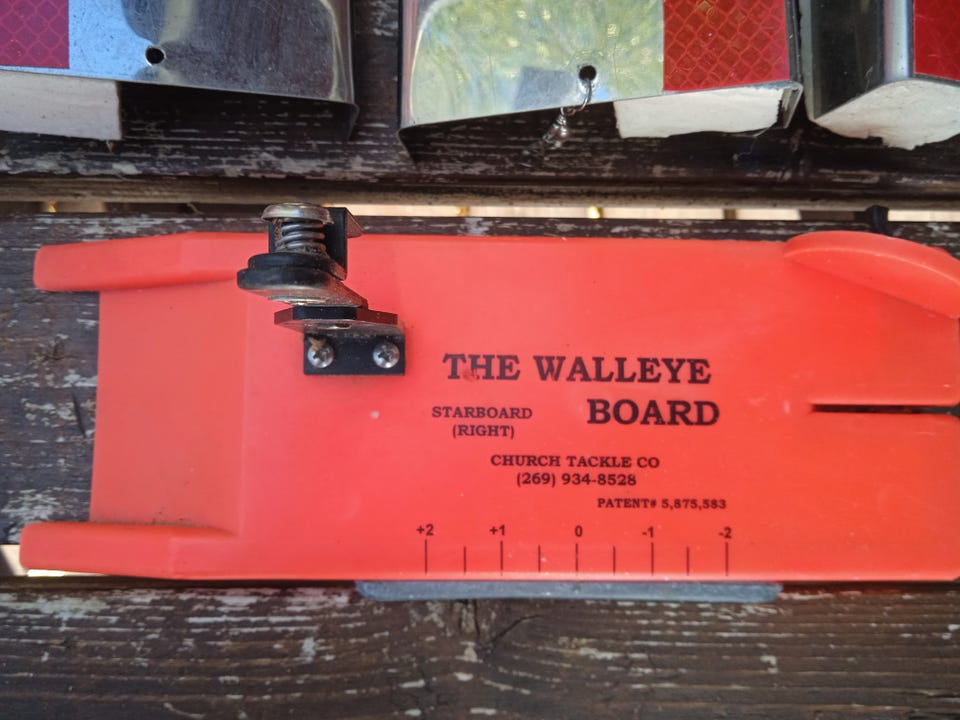 THE WALLEYE
STARBOARD BOARD
(RIGHT)
CHURCH TACKLE CO
(269) 934-8528
PATENT# 5,875,583
+2 +1 0 -1 -2